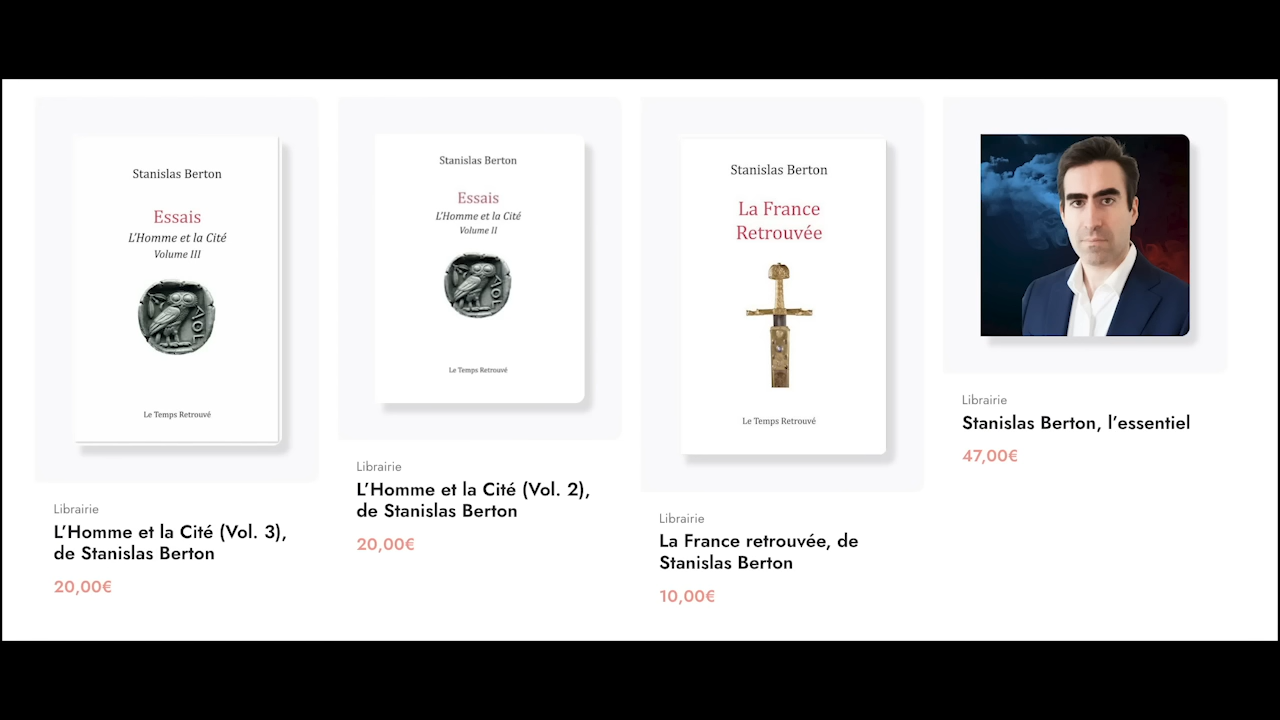 Stanislas Berton
Essais
L'Homme et la Cité
Volume III
Le Temps Retrouvé
Librairie
L'Homme et la Cité (Vol. 3),
de Stanislas Berton
20,00€
Stanislas Berton
Essais
L'Homme et la Cité
Volume II
Le Temps Retrouvé
Librairie
L'Homme et la Cité (Vol. 2),
de Stanislas Berton
20,00€
Stanislas Berton
La France
Retrouvée
Le Temps Retrouvé
Librairie
La France retrouvée, de
Stanislas Berton
10,00€
Librairie
Stanislas Berton, l'essentiel
47,00€